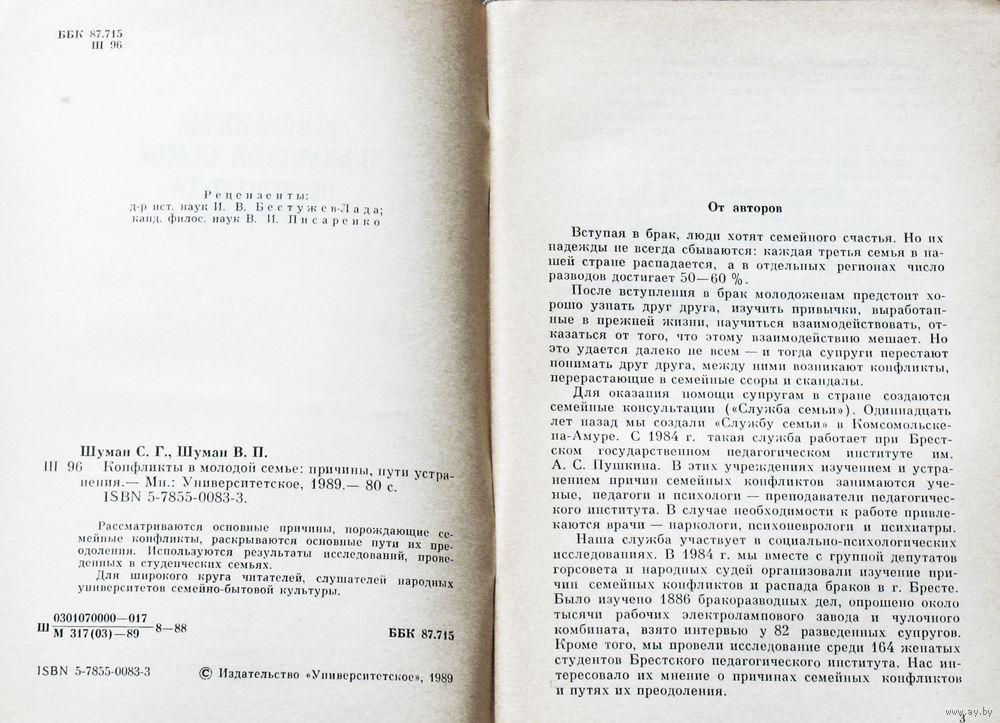 ББК 87.715
Ш 96
Рецензенты:
д-р ист. наук И. В. Бестужев-Лада;
канд. филос. наук В. И. Писаренко
Шуман С. Г., Шуман В. П.
Ш 96 Конфликты в молодой семье: причины, пути устра-
нения.— Мн.: Университетское, 1989.— 80 с.
ISBN 5-7855-0083-3.
Рассматриваются основные причины, порождающие се-
мейные конфликты, раскрываются основные пути их пре-
одоления. Используются результаты исследований, прове-
денных в студенческих семьях.
Для широкого круга читателей, слушателей народных
университетов семейно-бытовой культуры.
Ш 0301070000—017
М 317(03)—89 8—88
ББК 87.715
ISBN 5-7855-0083-3
© Издательство «Университетское», 1989
От авторов
Вступая в брак, люди хотят семейного счастья. Но их
надежды не всегда сбываются: каждая третья семья в на-
шей стране распадается, а в отдельных регионах число
разводов достигает 50—60 %.
После вступления в брак молодоженам предстоит хо-
рошо узнать друг друга, изучить привычки, выработан-
ные в прежней жизни, научиться взаимодействовать, от-
казаться от того, что этому взаимодействию мешает. Но
это удается далеко не всем — и тогда супруги перестают
понимать друг друга, между ними возникают конфликты,
перерастающие в семейные ссоры и скандалы.
Для оказания помощи супругам в стране создаются
семейные консультации («Служба семьи»). Одиннадцать
лет назад мы создали «Службу семьи» в Комсомольске-
на-Амуре. С 1984 г. такая служба работает при Брест-
ском государственном педагогическом институте им.
А. С. Пушкина. В этих учреждениях изучением и устра-
нением причин семейных конфликтов занимаются уче-
ные, педагоги и психологи — преподаватели педагогичес-
кого института. В случае необходимости к работе привле-
каются врачи — наркологи, психоневрологи и психиатры.
Наша служба участвует в социально-психологических
исследованиях. В 1984 г. мы вместе с группой депутатов
горсовета и народных судей организовали изучение при-
чин семейных конфликтов и распада браков в г. Бресте.
Было изучено 1886 бракоразводных дел, опрошено около
тысячи рабочих электролампового завода и чулочного
комбината, взято интервью у 82 разведенных супругов.
Кроме того, мы провели исследование среди 164 женатых
студентов Брестского педагогического института. Нас ин-
тересовало их мнение о причинах семейных конфликтов
и путях их преодоления.
3
www.ay.by